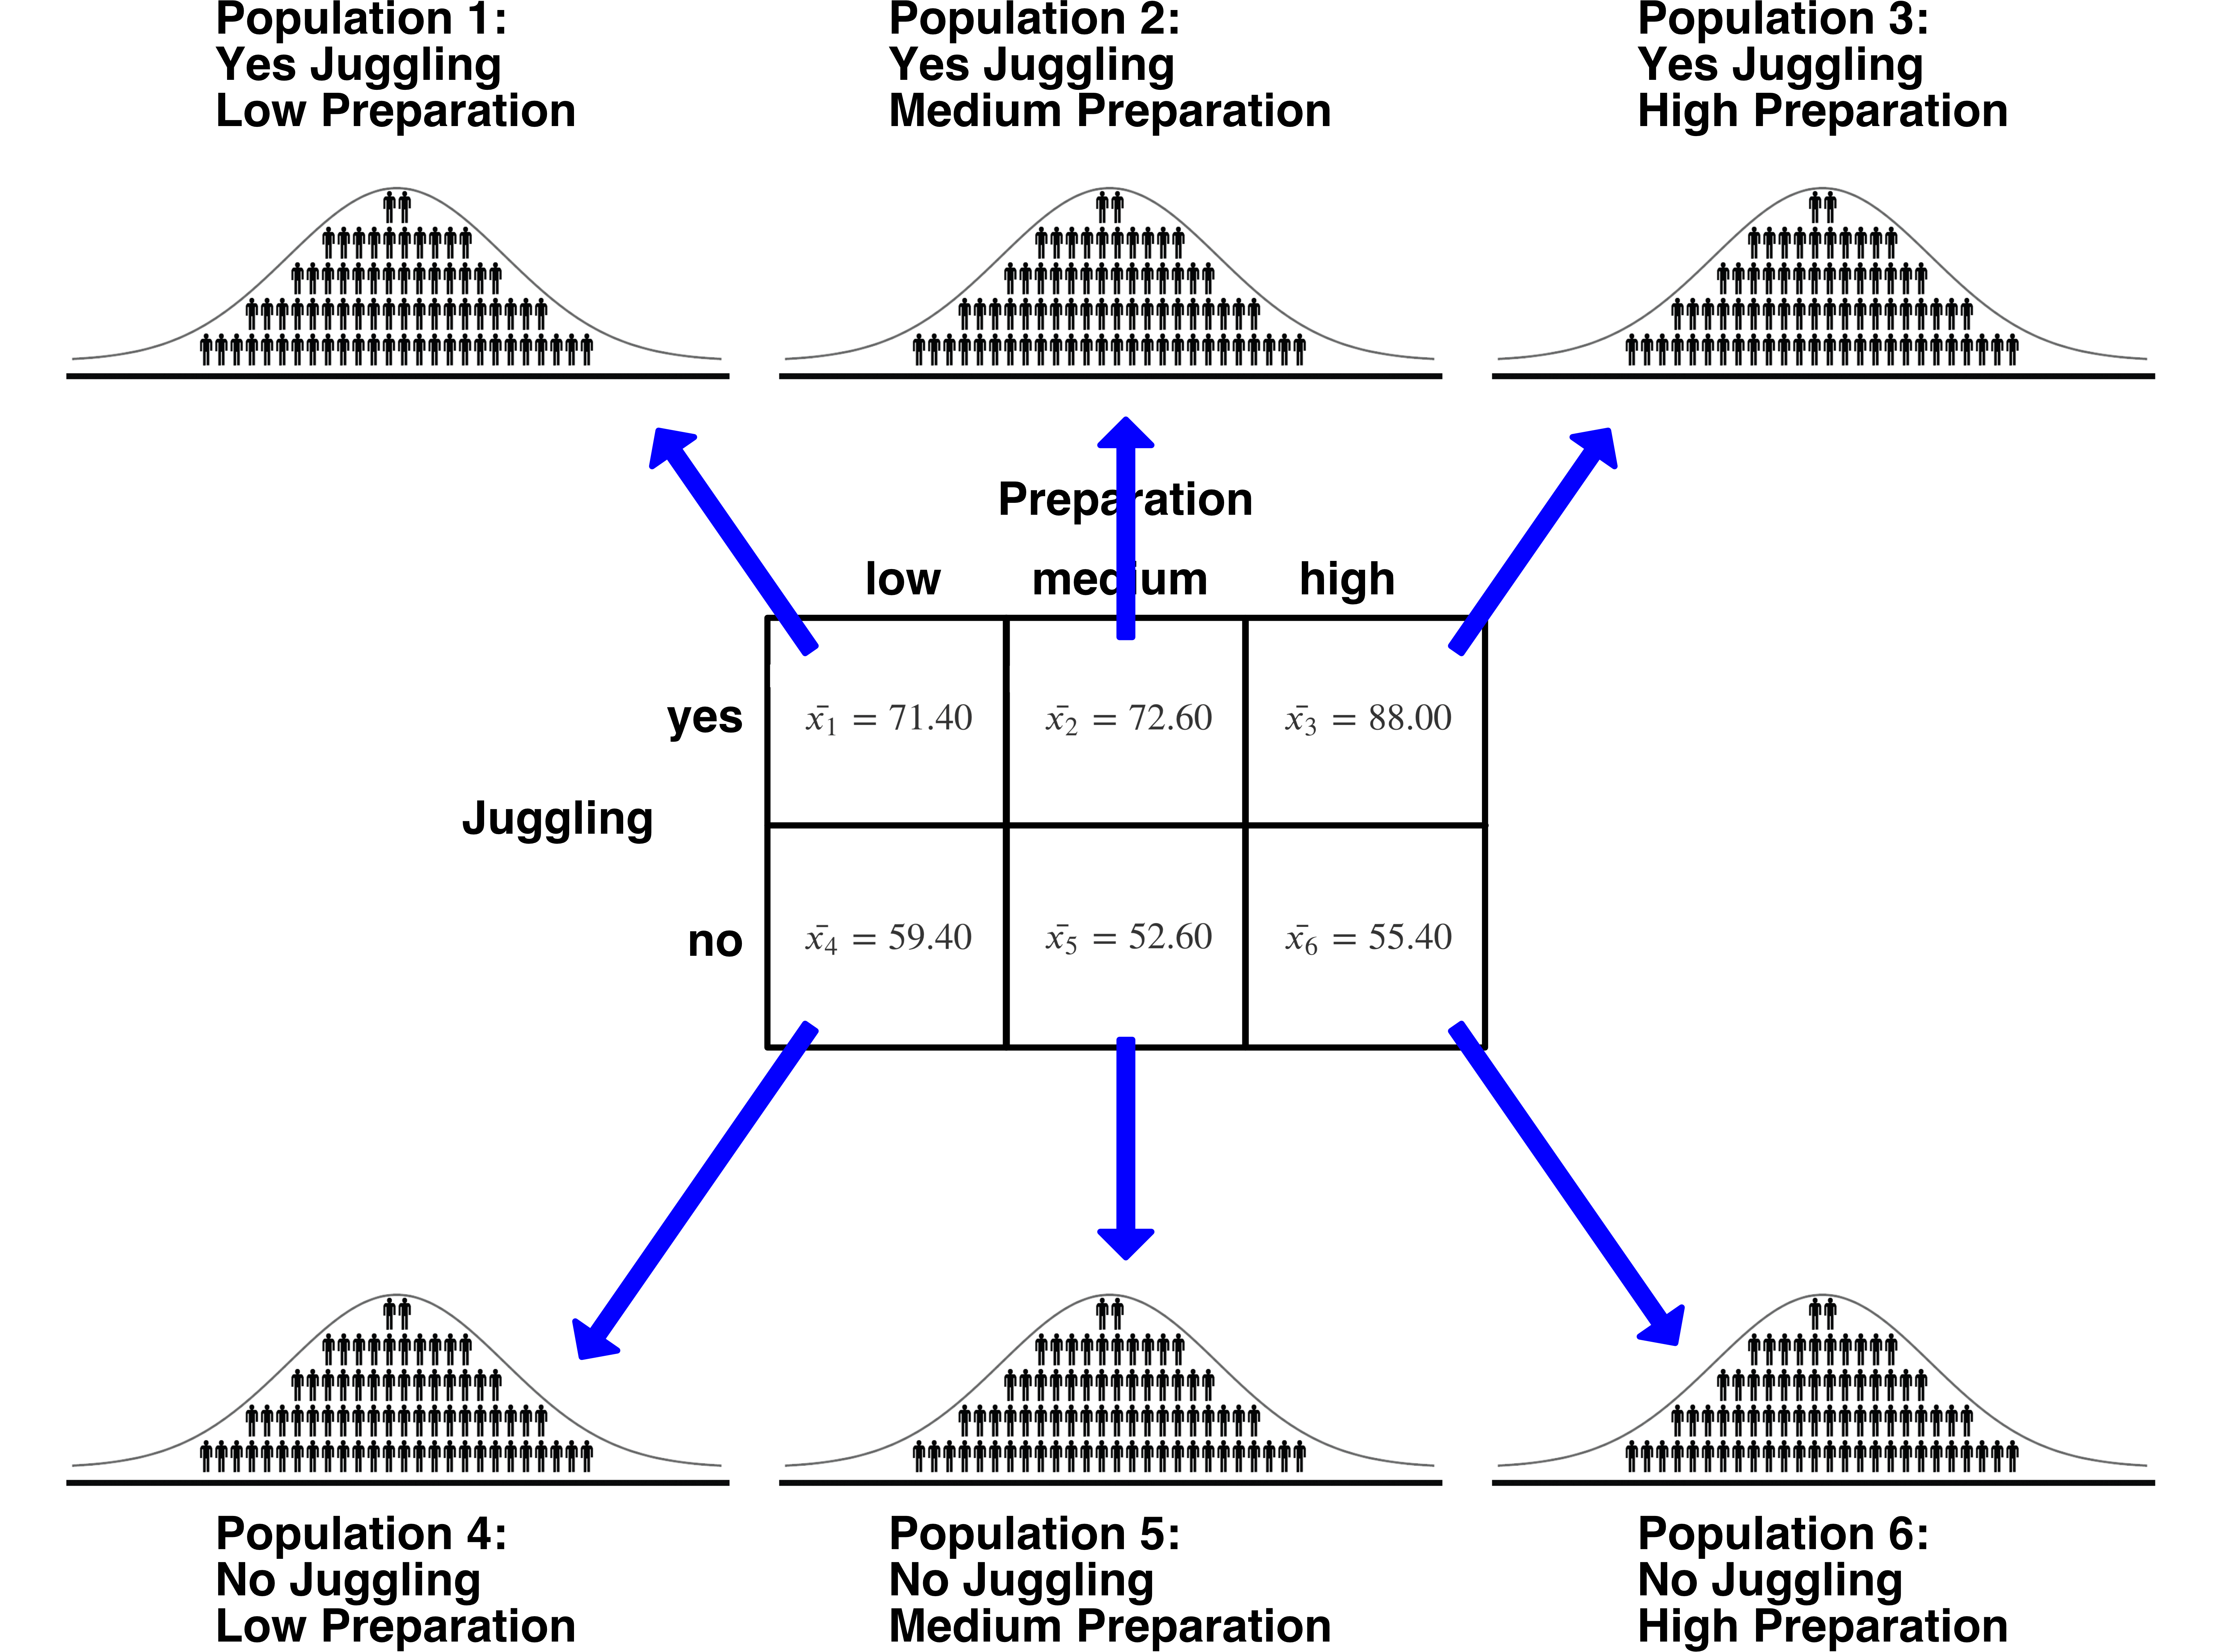 Population 1:
Yes Juggling
Low Preparation
Population 2:
Yes Juggling
Medium Preparation
Population 3:
Yes Juggling
High Preparation
Preparation
low medium high
yes
x̄₁ = 71.40
x̄₂ = 72.60
x̄₃ = 88.00
Juggling
no
x̄₄ = 59.40
x̄₅ = 52.60
x̄₆ = 55.40
Population 4:
No Juggling
Low Preparation
Population 5:
No Juggling
Medium Preparation
Population 6:
No Juggling
High Preparation